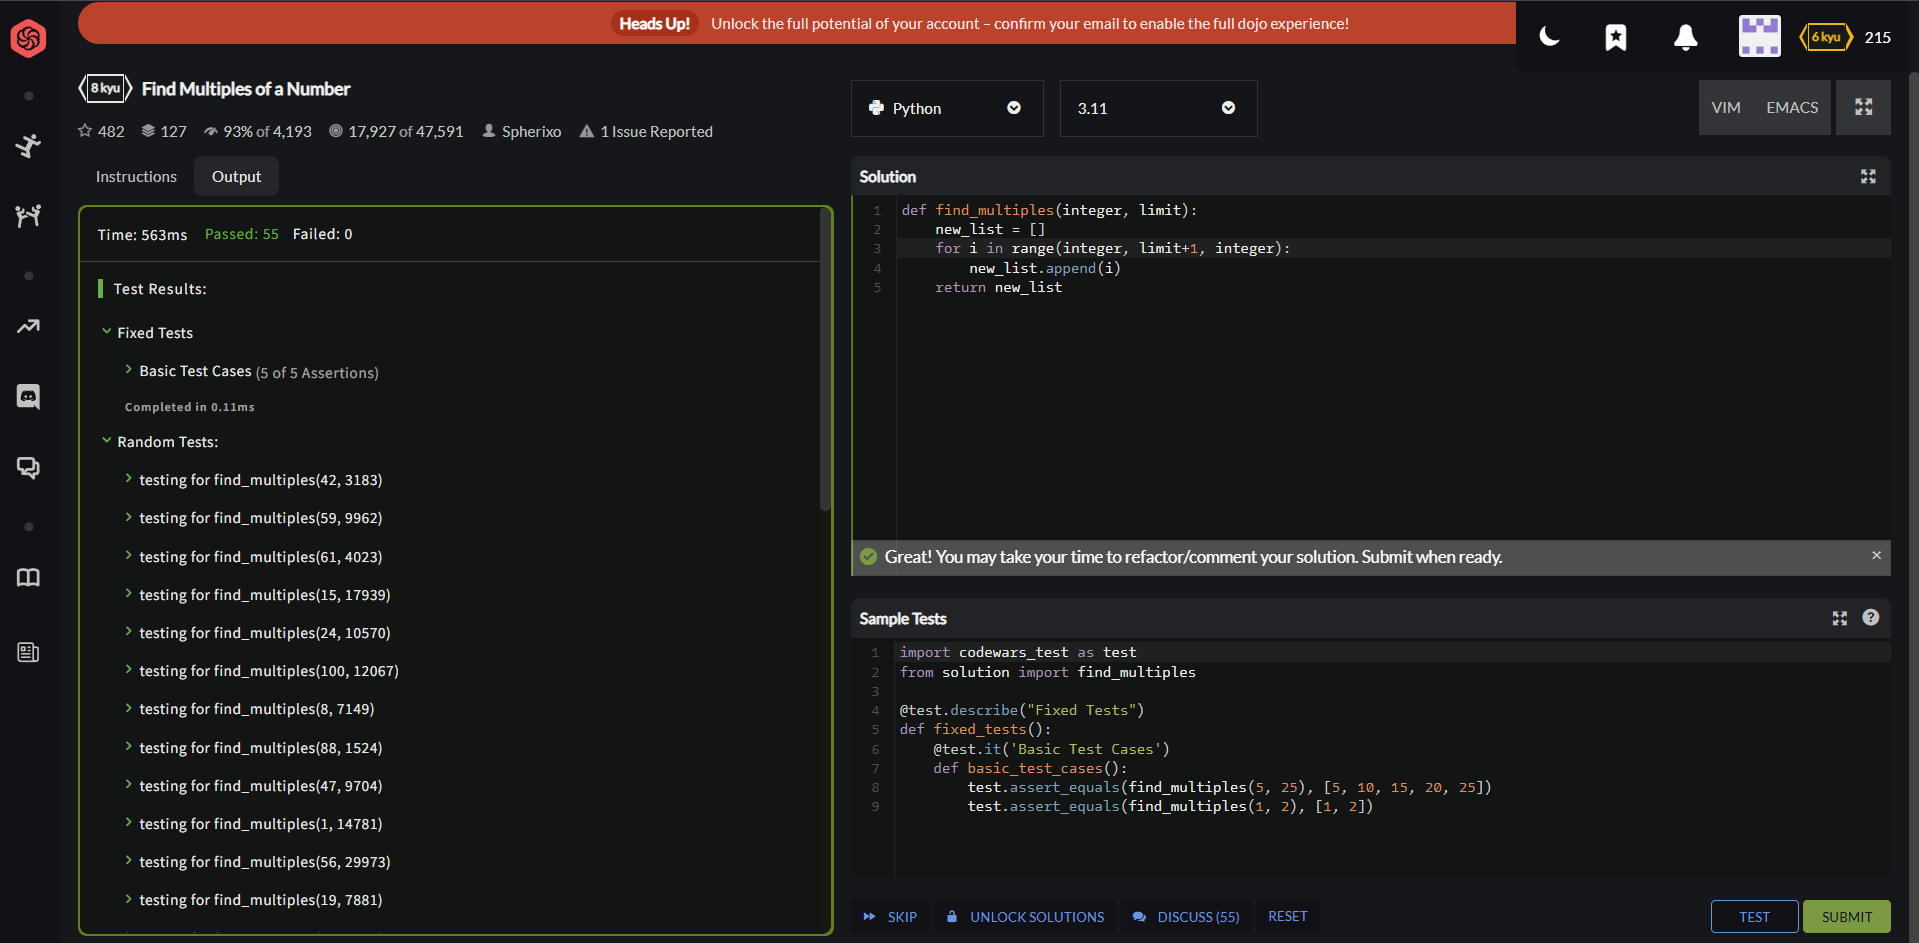 Heads Up! Unlock the full potential of your account – confirm your email to enable the full dojo experience!
6 kyu 215
8 kyu Find Multiples of a Number
482 127 93% of 4,193 17,927 of 47,591 Spherixo 1 Issue Reported
Instructions Output
Time: 563ms Passed: 55 Failed: 0
Test Results:
Fixed Tests
Basic Test Cases (5 of 5 Assertions)
Completed in 0.11ms
Random Tests:
testing for find_multiples(42, 3183)
testing for find_multiples(59, 9962)
testing for find_multiples(61, 4023)
testing for find_multiples(15, 17939)
testing for find_multiples(24, 10570)
testing for find_multiples(100, 12067)
testing for find_multiples(8, 7149)
testing for find_multiples(88, 1524)
testing for find_multiples(47, 9704)
testing for find_multiples(1, 14781)
testing for find_multiples(56, 29973)
testing for find_multiples(19, 7881)
Python 3.11 VIM EMACS
Solution
1 def find_multiples(integer, limit):
2     new_list = []
3     for i in range(integer, limit+1, integer):
4         new_list.append(i)
5     return new_list
Great! You may take your time to refactor/comment your solution. Submit when ready. ×
Sample Tests ?
1 import codewars_test as test
2 from solution import find_multiples
3
4 @test.describe("Fixed Tests")
5 def fixed_tests():
6     @test.it('Basic Test Cases')
7     def basic_test_cases():
8         test.assert_equals(find_multiples(5, 25), [5, 10, 15, 20, 25])
9         test.assert_equals(find_multiples(1, 2), [1, 2])
SKIP UNLOCK SOLUTIONS DISCUSS (55) RESET TEST SUBMIT